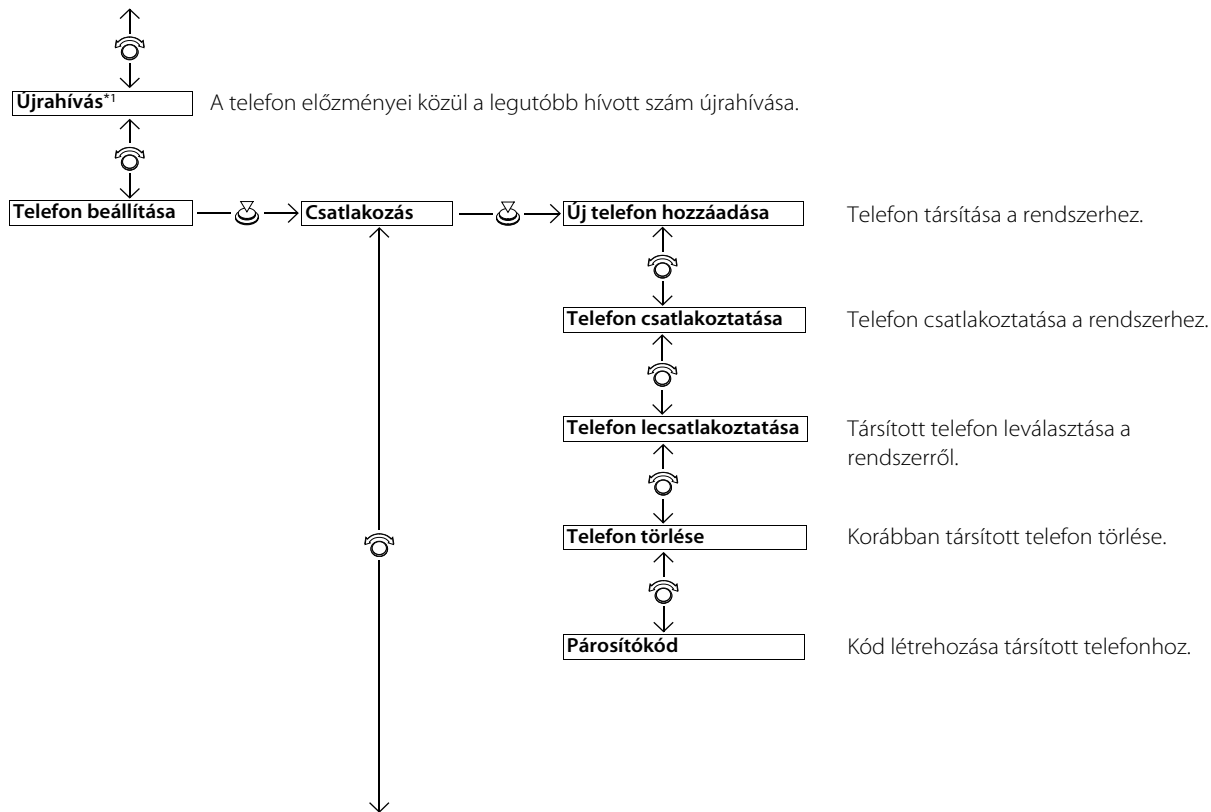 Újrahívás*1 A telefon előzményei közül a legutóbb hívott szám újrahívása.
Telefon beállítása Csatlakozás Új telefon hozzáadása Telefon társítása a rendszerhez.
Telefon csatlakoztatása Telefon csatlakoztatása a rendszerhez.
Telefon lecsatlakoztatása Társított telefon leválasztása a
rendszerről.
Telefon törlése Korábban társított telefon törlése.
Párosítókód Kód létrehozása társított telefonhoz.